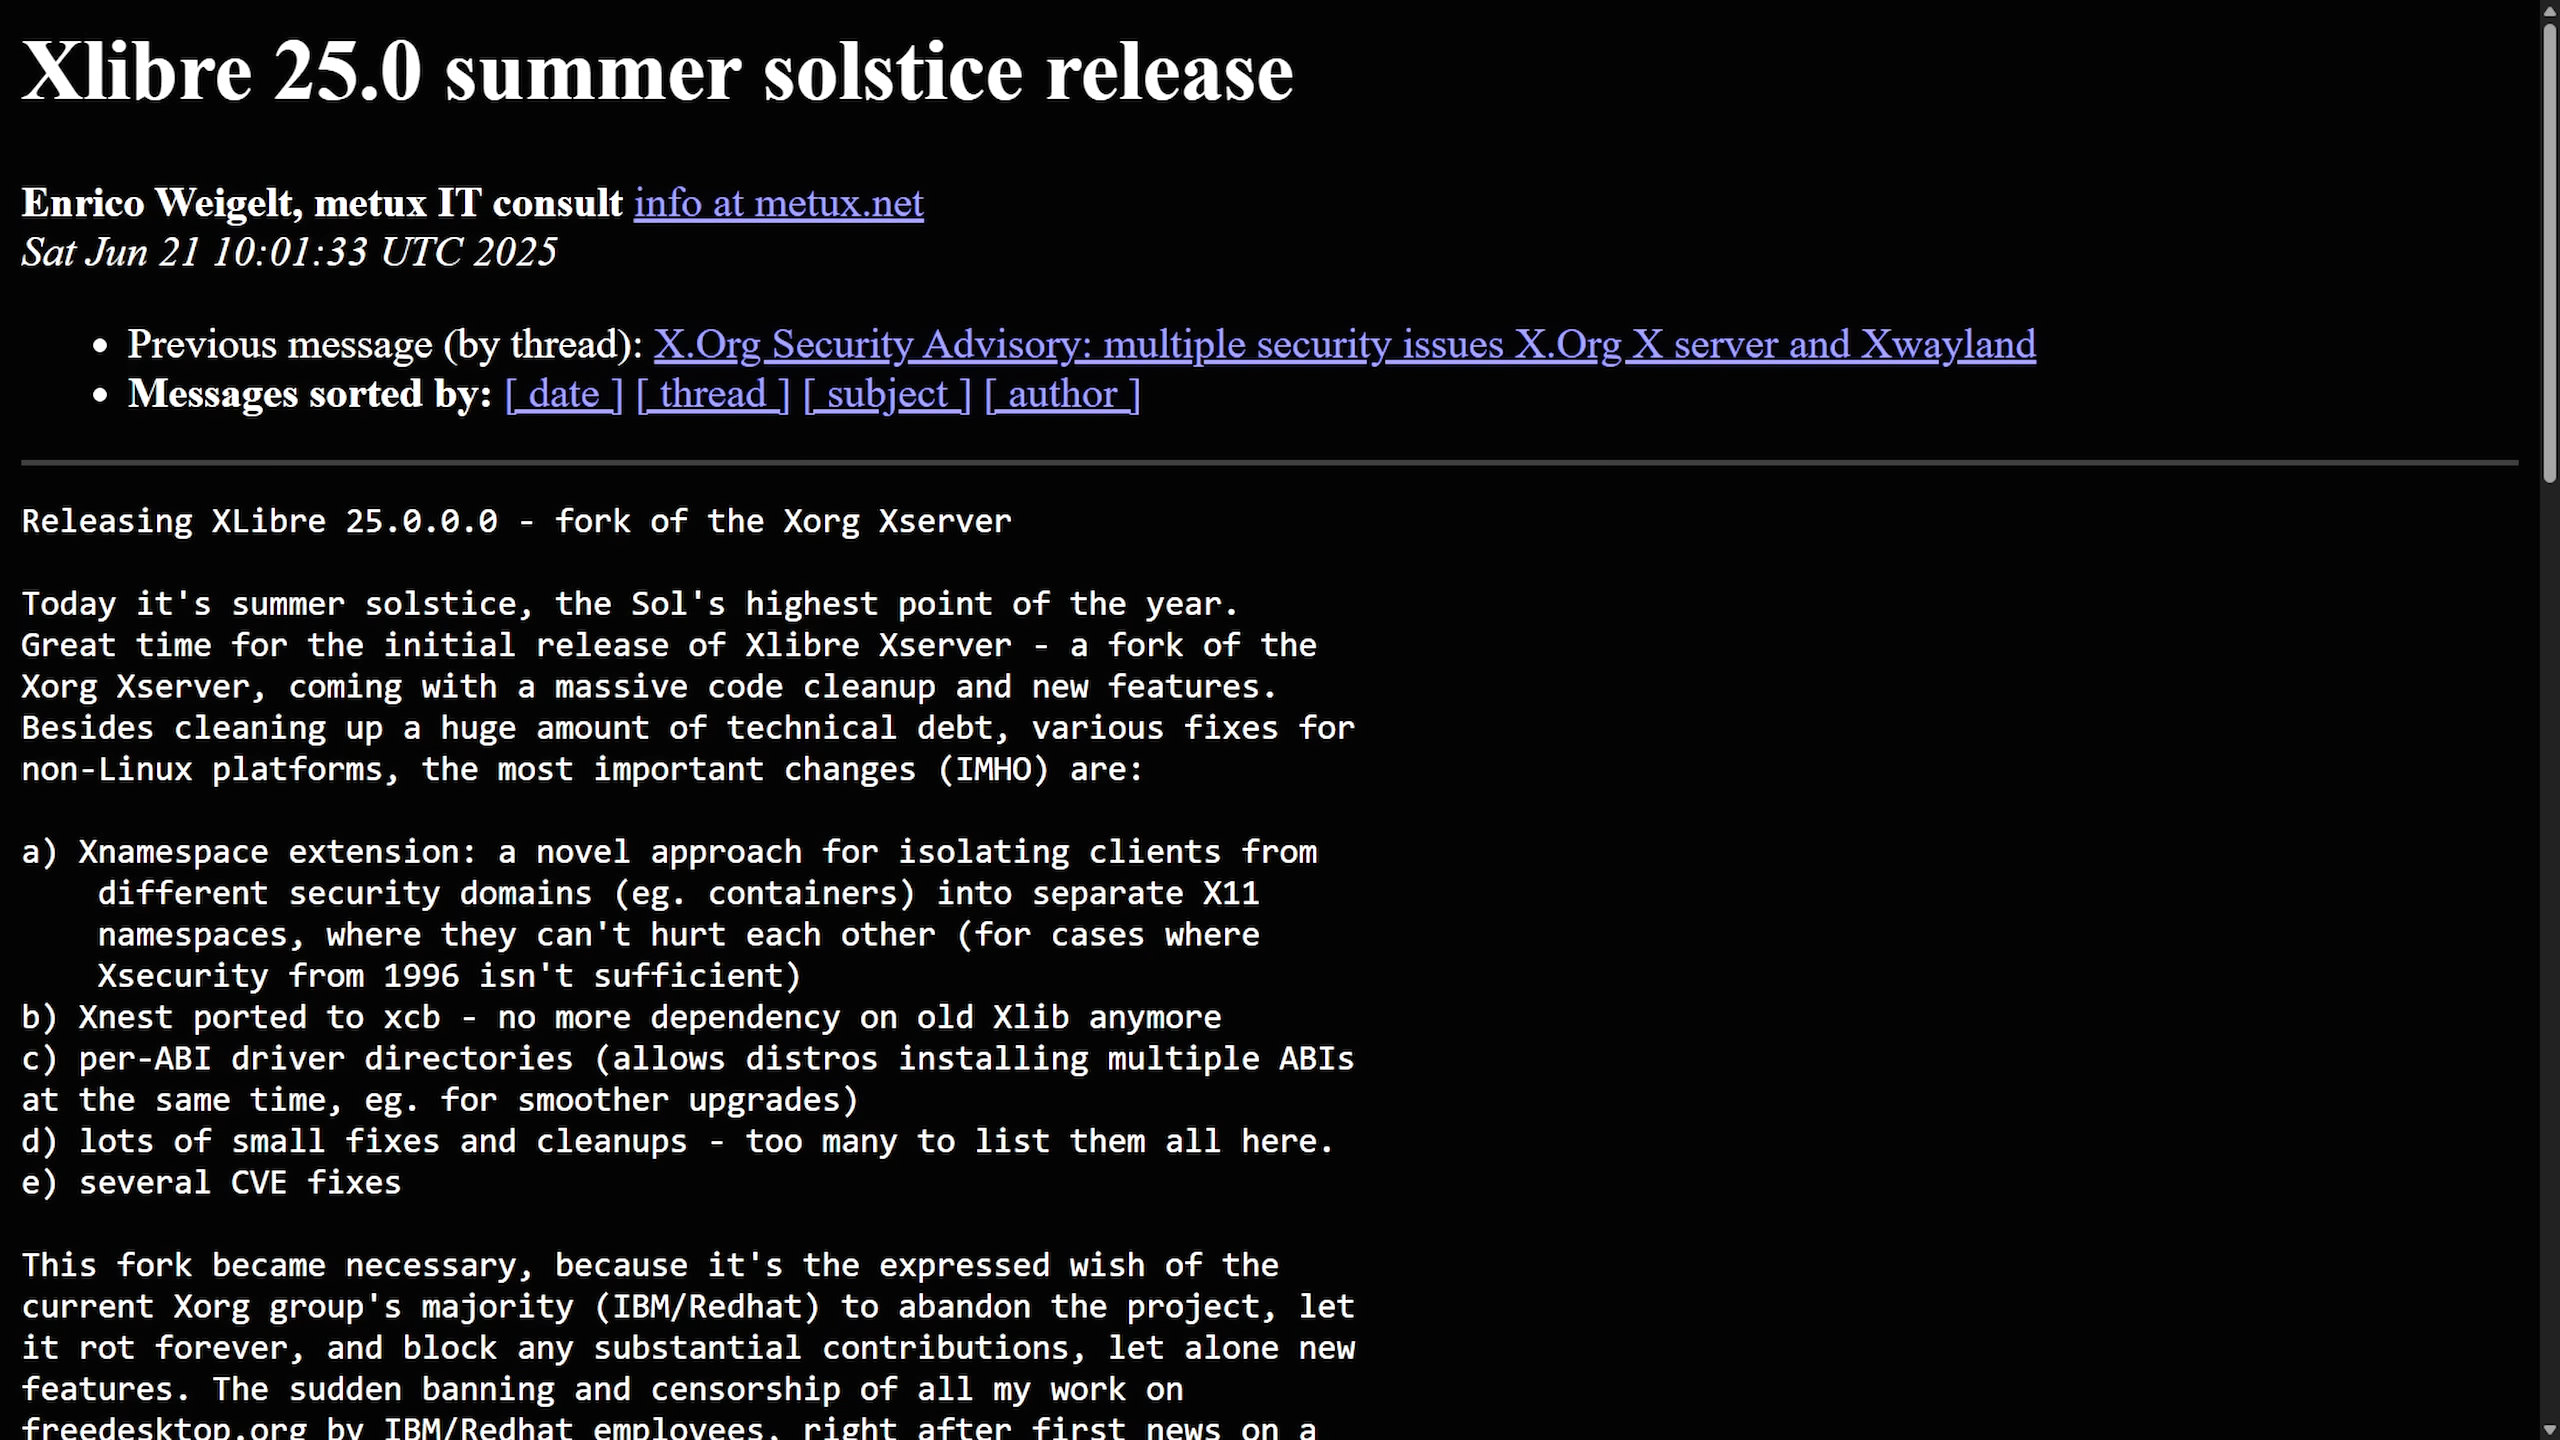 Xlibre 25.0 summer solstice release
Enrico Weigelt, metux IT consult info at metux.net
Sat Jun 21 10:01:33 UTC 2025
• Previous message (by thread): X.Org Security Advisory: multiple security issues X.Org X server and Xwayland
• Messages sorted by: [ date ] [ thread ] [ subject ] [ author ]
Releasing XLibre 25.0.0.0 - fork of the Xorg Xserver
Today it's summer solstice, the Sol's highest point of the year.
Great time for the initial release of Xlibre Xserver - a fork of the
Xorg Xserver, coming with a massive code cleanup and new features.
Besides cleaning up a huge amount of technical debt, various fixes for
non-Linux platforms, the most important changes (IMHO) are:
a) Xnamespace extension: a novel approach for isolating clients from
different security domains (eg. containers) into separate X11
namespaces, where they can't hurt each other (for cases where
Xsecurity from 1996 isn't sufficient)
b) Xnest ported to xcb - no more dependency on old Xlib anymore
c) per-ABI driver directories (allows distros installing multiple ABIs
at the same time, eg. for smoother upgrades)
d) lots of small fixes and cleanups - too many to list them all here.
e) several CVE fixes
This fork became necessary, because it's the expressed wish of the
current Xorg group's majority (IBM/Redhat) to abandon the project, let
it rot forever, and block any substantial contributions, let alone new
features. The sudden banning and censorship of all my work on
freedesktop.org by IBM/Redhat employees, right after first news on a